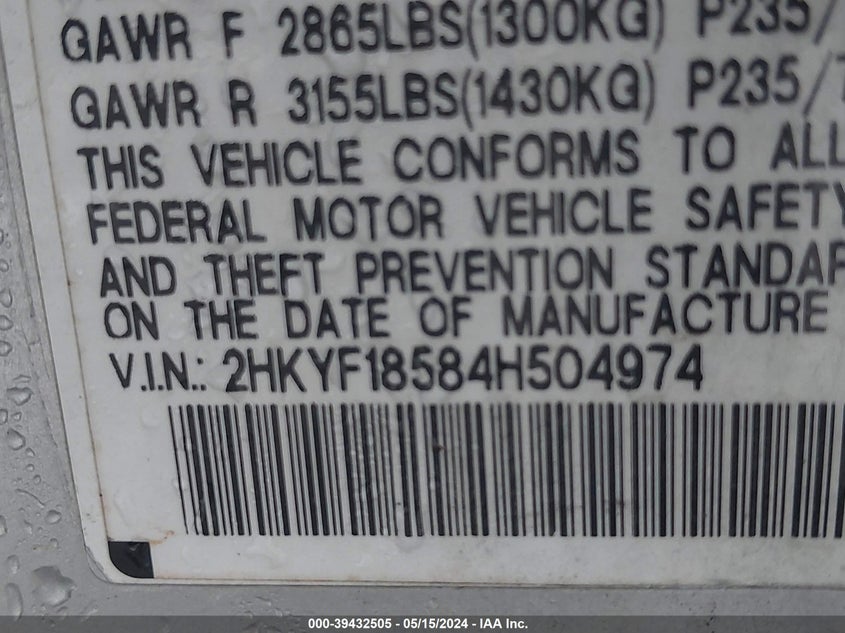 GAWR F 2865LBS(1300KG) P235/
GAWR R 3155LBS(1430KG) P235/7
THIS VEHICLE CONFORMS TO ALL
FEDERAL MOTOR VEHICLE SAFETY
AND THEFT PREVENTION STANDAR
ON THE DATE OF MANUFACTURE
V.I.N.: 2HKYF18584H504974
000-39432505 - 05/15/2024 - IAA Inc.